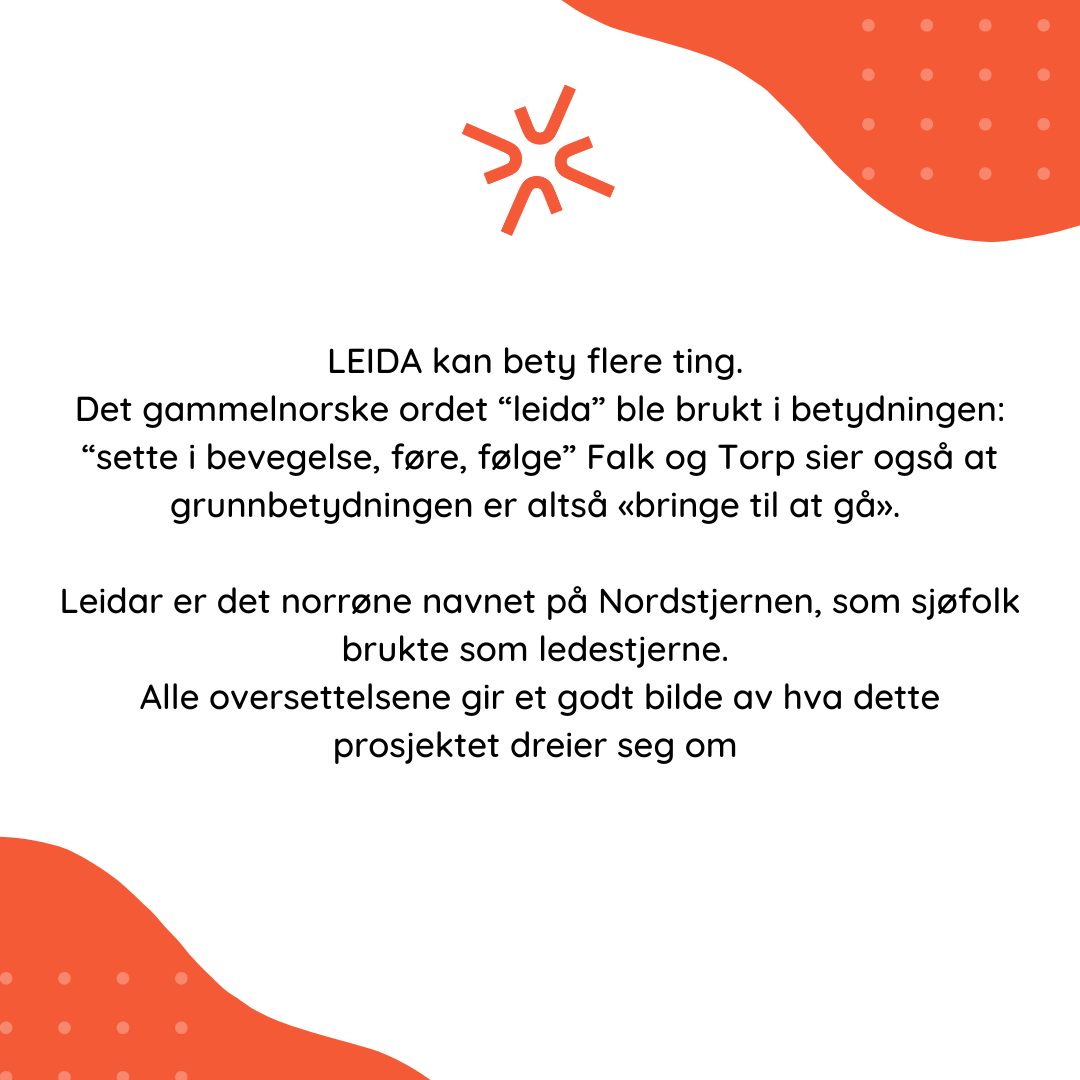 LEIDA kan bety flere ting.
Det gammelnorske ordet “leida” ble brukt i betydningen:
“sette i bevegelse, føre, følge” Falk og Torp sier også at
grunnbetydningen er altså «bringe til at gå».
Leidar er det norrøne navnet på Nordstjernen, som sjøfolk
brukte som ledestjerne.
Alle oversettelsene gir et godt bilde av hva dette
prosjektet dreier seg om